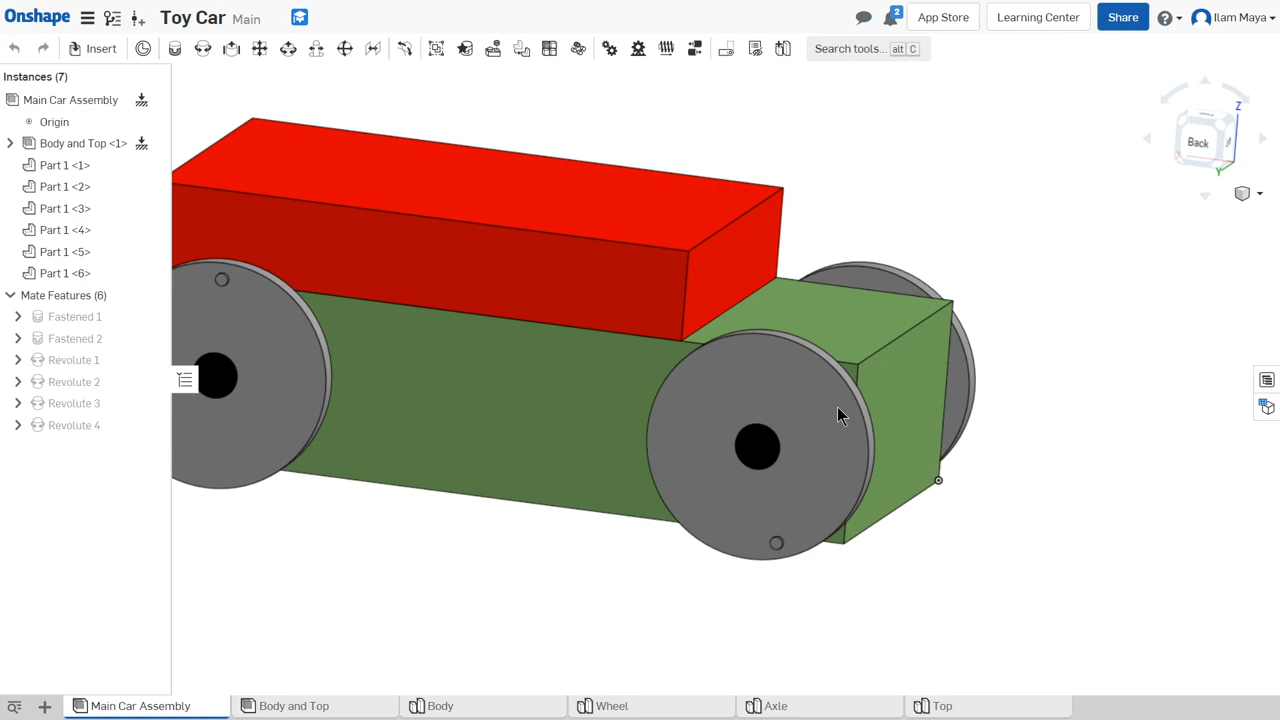 Onshape
Toy Car Main
2
App Store
Learning Center
Share
Ilam Maya
Insert
Search tools... alt C
Instances (7)
Main Car Assembly
Origin
Body and Top <1>
Part 1 <1>
Part 1 <2>
Part 1 <3>
Part 1 <4>
Part 1 <5>
Part 1 <6>
Mate Features (6)
Fastened 1
Fastened 2
Revolute 1
Revolute 2
Revolute 3
Revolute 4
Z
Back
Y
Main Car Assembly
Body and Top
Body
Wheel
Axle
Top